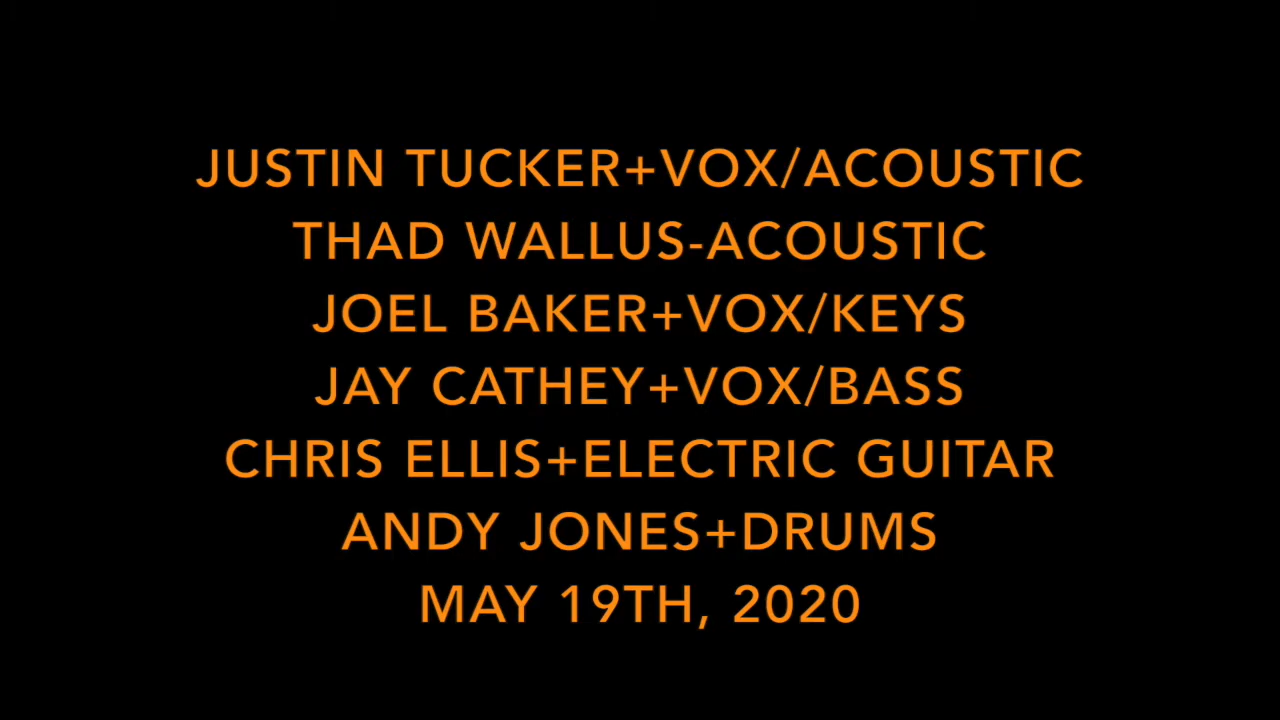 JUSTIN TUCKER+VOX/ACOUSTIC
THAD WALLUS-ACOUSTIC
JOEL BAKER+VOX/KEYS
JAY CATHEY+VOX/BASS
CHRIS ELLIS+ELECTRIC GUITAR
ANDY JONES+DRUMS
MAY 19TH, 2020